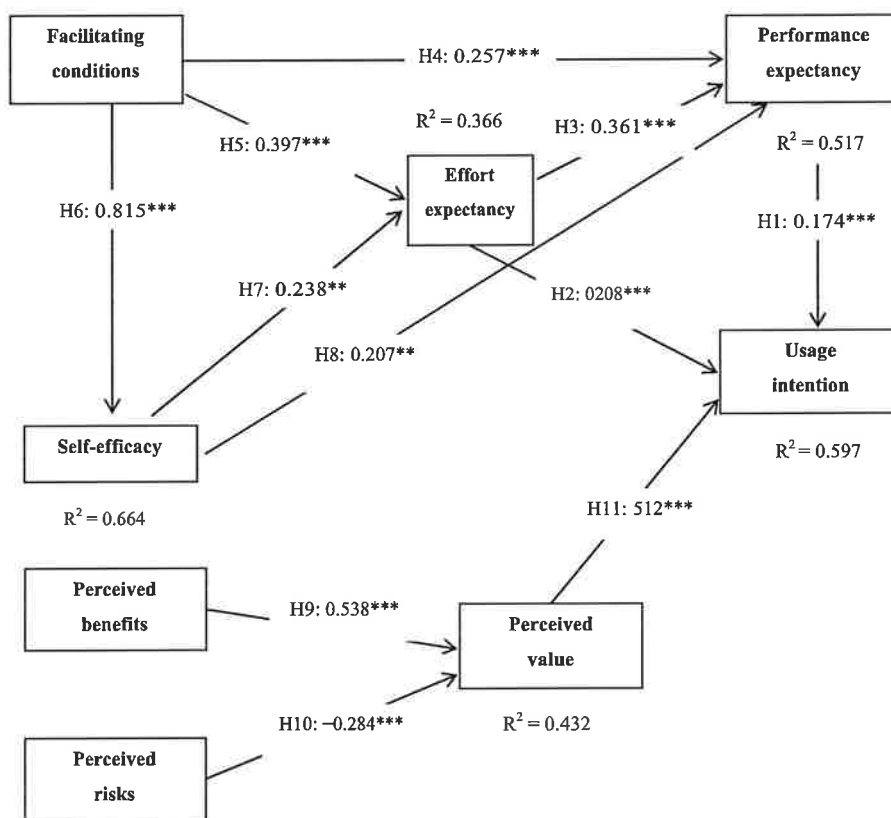 Facilitating
conditions
H4: 0.257***
Performance
expectancy
R² = 0.366
H5: 0.397***
H3: 0.361***
R² = 0.517
Effort
expectancy
H6: 0.815***
H1: 0.174***
H7: 0.238**
H2: 0208***
H8: 0.207**
Usage
intention
Self-efficacy
R² = 0.597
R² = 0.664
H11: 512***
Perceived
benefits
H9: 0.538***
Perceived
value
H10: −0.284***
R² = 0.432
Perceived
risks